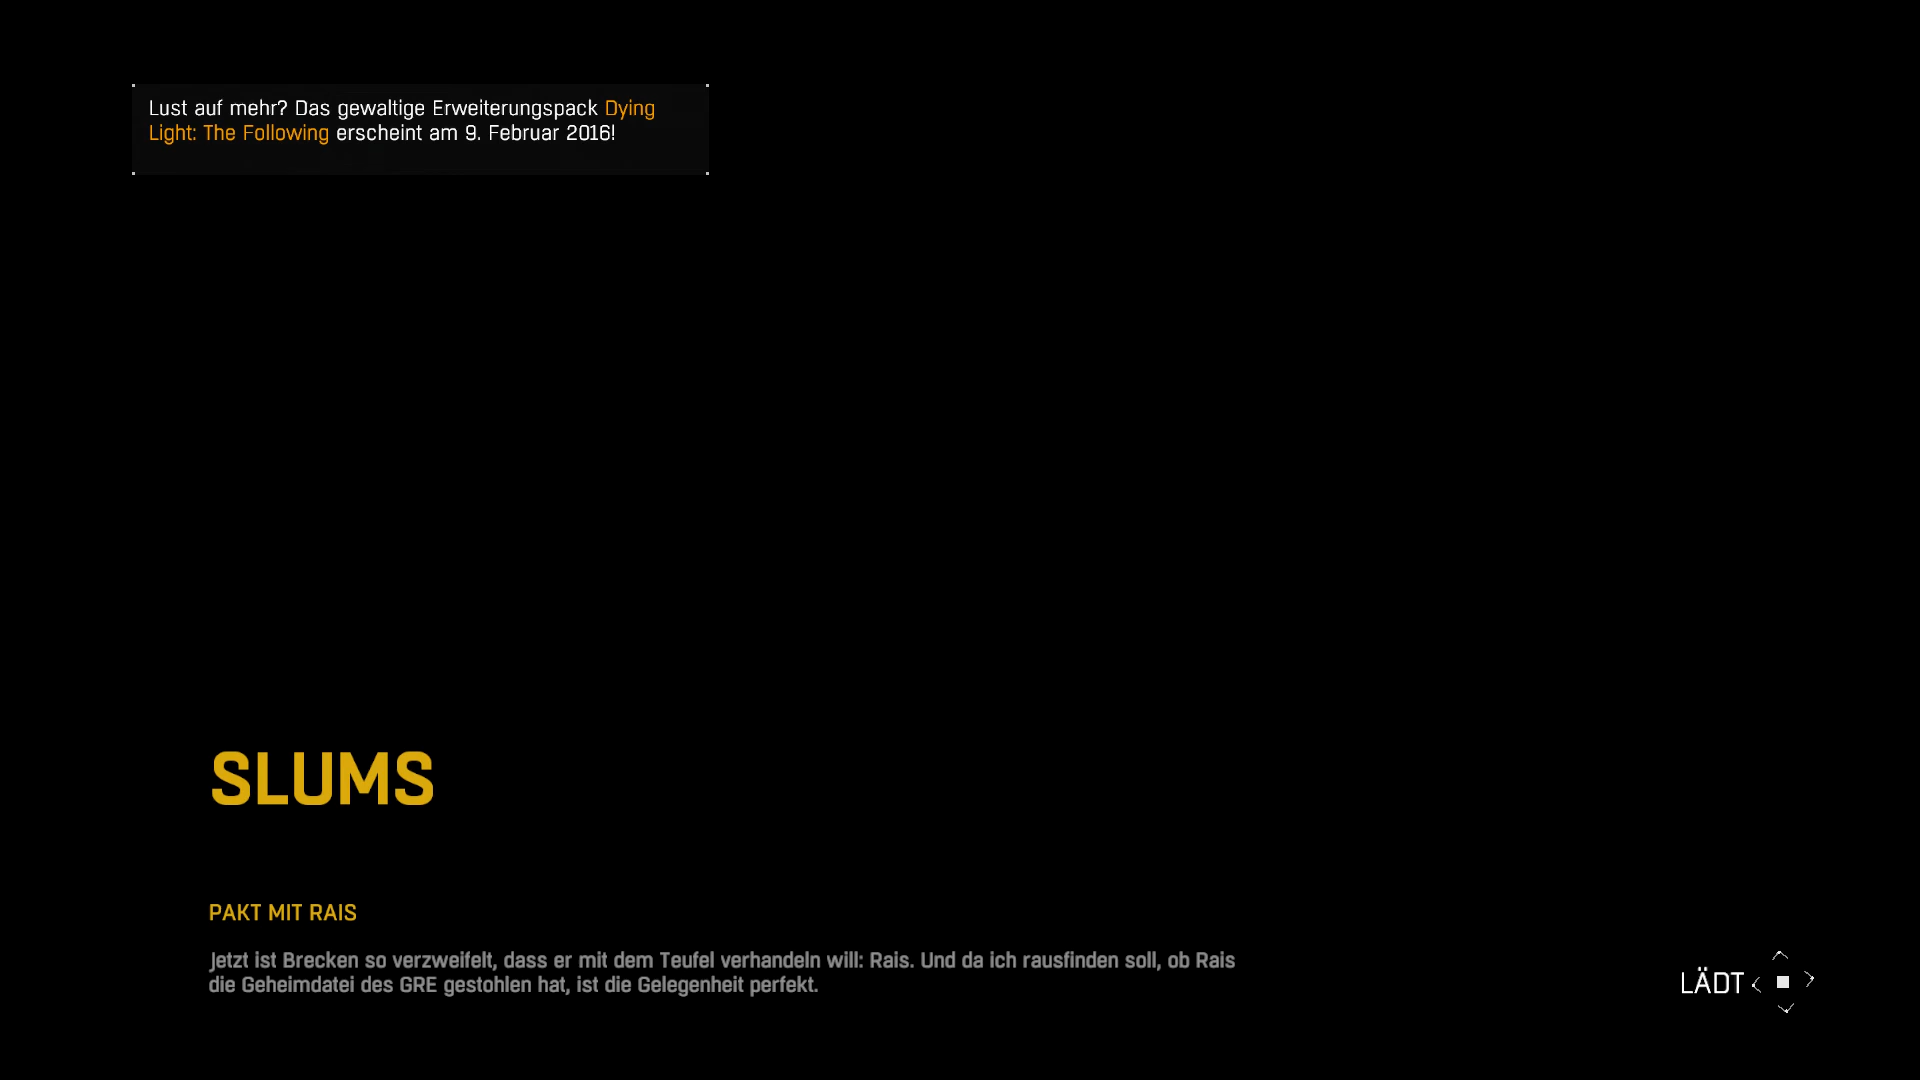 Lust auf mehr? Das gewaltige Erweiterungspack Dying
Light: The Following erscheint am 9. Februar 2016!
SLUMS
PAKT MIT RAIS
Jetzt ist Brecken so verzweifelt, dass er mit dem Teufel verhandeln will: Rais. Und da ich rausfinden soll, ob Rais
die Geheimdatei des GRE gestohlen hat, ist die Gelegenheit perfekt.
LÄDT